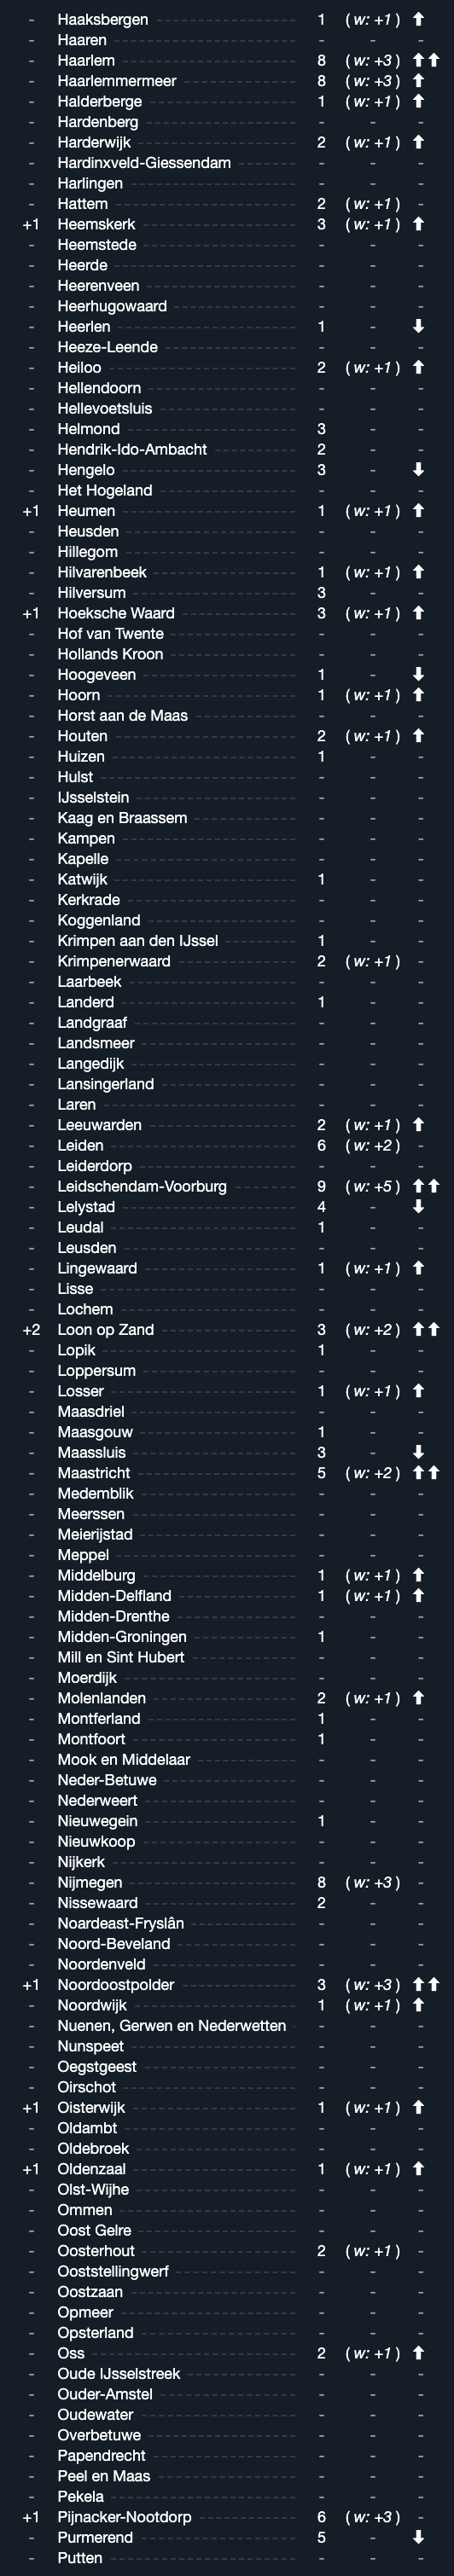 - Haaksbergen 1 ( w: +1 ) ⬆
- Haaren - - -
- Haarlem 8 ( w: +3 ) ⬆⬆
- Haarlemmermeer 8 ( w: +3 ) ⬆
- Halderberge 1 ( w: +1 ) ⬆
- Hardenberg - - -
- Harderwijk 2 ( w: +1 ) ⬆
- Hardinxveld-Giessendam - - -
- Harlingen - - -
- Hattem 2 ( w: +1 ) -
+1 Heemskerk 3 ( w: +1 ) ⬆
- Heemstede - - -
- Heerde - - -
- Heerenveen - - -
- Heerhugowaard - - -
- Heerlen 1 - ⬇
- Heeze-Leende - - -
- Heiloo 2 ( w: +1 ) ⬆
- Hellendoorn - - -
- Hellevoetsluis - - -
- Helmond 3 - -
- Hendrik-Ido-Ambacht 2 - -
- Hengelo 3 - ⬇
- Het Hogeland - - -
+1 Heumen 1 ( w: +1 ) ⬆
- Heusden - - -
- Hillegom - - -
- Hilvarenbeek 1 ( w: +1 ) ⬆
- Hilversum 3 - -
+1 Hoeksche Waard 3 ( w: +1 ) ⬆
- Hof van Twente - - -
- Hollands Kroon - - -
- Hoogeveen 1 - ⬇
- Hoorn 1 ( w: +1 ) ⬆
- Horst aan de Maas - - -
- Houten 2 ( w: +1 ) ⬆
- Huizen 1 - -
- Hulst - - -
- IJsselstein - - -
- Kaag en Braassem - - -
- Kampen - - -
- Kapelle - - -
- Katwijk 1 - -
- Kerkrade - - -
- Koggenland - - -
- Krimpen aan den IJssel 1 - -
- Krimpenerwaard 2 ( w: +1 ) -
- Laarbeek - - -
- Landerd 1 - -
- Landgraaf - - -
- Landsmeer - - -
- Langedijk - - -
- Lansingerland - - -
- Laren - - -
- Leeuwarden 2 ( w: +1 ) ⬆
- Leiden 6 ( w: +2 ) -
- Leiderdorp - - -
- Leidschendam-Voorburg 9 ( w: +5 ) ⬆⬆
- Lelystad 4 - ⬇
- Leudal 1 - -
- Leusden - - -
- Lingewaard 1 ( w: +1 ) ⬆
- Lisse - - -
- Lochem - - -
+2 Loon op Zand 3 ( w: +2 ) ⬆⬆
- Lopik 1 - -
- Loppersum - - -
- Losser 1 ( w: +1 ) ⬆
- Maasdriel - - -
- Maasgouw 1 - -
- Maassluis 3 - ⬇
- Maastricht 5 ( w: +2 ) ⬆⬆
- Medemblik - - -
- Meerssen - - -
- Meierijstad - - -
- Meppel - - -
- Middelburg 1 ( w: +1 ) ⬆
- Midden-Delfland 1 ( w: +1 ) ⬆
- Midden-Drenthe - - -
- Midden-Groningen 1 - -
- Mill en Sint Hubert - - -
- Moerdijk - - -
- Molenlanden 2 ( w: +1 ) ⬆
- Montferland 1 - -
- Montfoort 1 - -
- Mook en Middelaar - - -
- Neder-Betuwe - - -
- Nederweert - - -
- Nieuwegein 1 - -
- Nieuwkoop - - -
- Nijkerk - - -
- Nijmegen 8 ( w: +3 ) -
- Nissewaard 2 - -
- Noardeast-Fryslân - - -
- Noord-Beveland - - -
- Noordenveld - - -
+1 Noordoostpolder 3 ( w: +3 ) ⬆⬆
- Noordwijk 1 ( w: +1 ) ⬆
- Nuenen, Gerwen en Nederwetten - - -
- Nunspeet - - -
- Oegstgeest - - -
- Oirschot - - -
+1 Oisterwijk 1 ( w: +1 ) ⬆
- Oldambt - - -
- Oldebroek - - -
+1 Oldenzaal 1 ( w: +1 ) ⬆
- Olst-Wijhe - - -
- Ommen - - -
- Oost Gelre - - -
- Oosterhout 2 ( w: +1 ) -
- Ooststellingwerf - - -
- Oostzaan - - -
- Opmeer - - -
- Opsterland - - -
- Oss 2 ( w: +1 ) ⬆
- Oude IJsselstreek - - -
- Ouder-Amstel - - -
- Oudewater - - -
- Overbetuwe - - -
- Papendrecht - - -
- Peel en Maas - - -
- Pekela - - -
+1 Pijnacker-Nootdorp 6 ( w: +3 ) -
- Purmerend 5 - ⬇
- Putten - - -